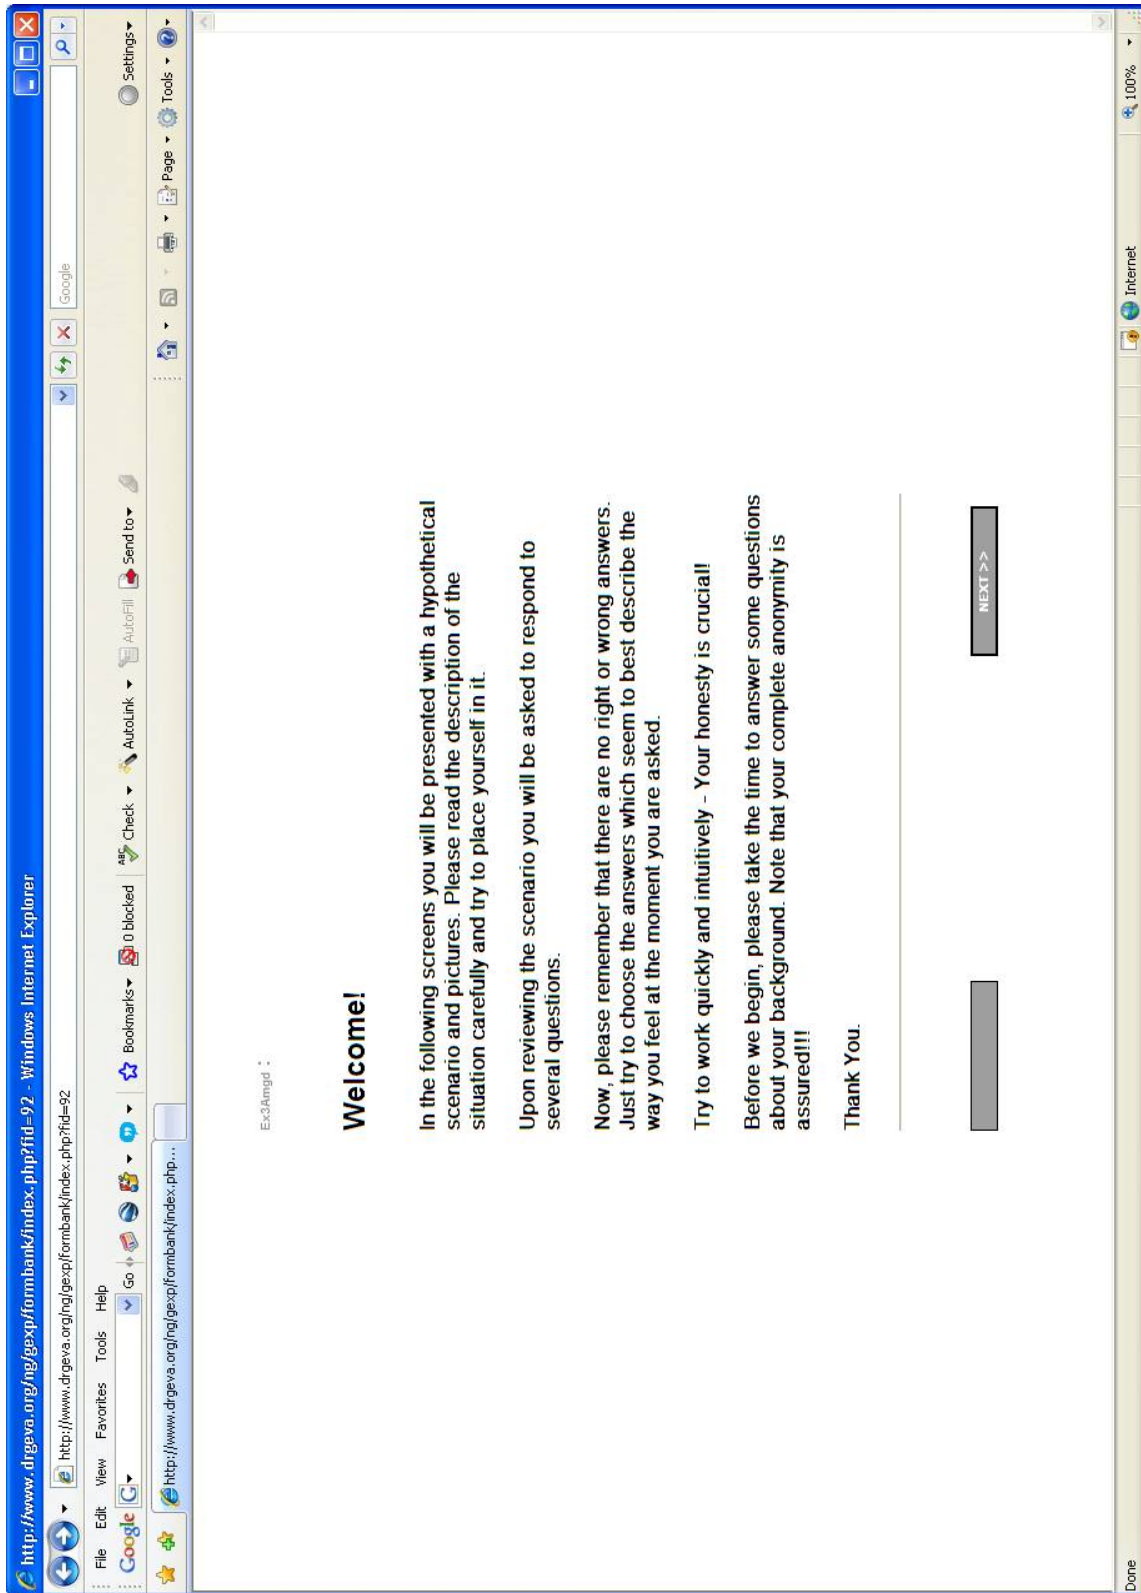 http://www.drgeva.org/ng/gexp/formbank/index.php?fid=92 - Windows Internet Explorer
http://www.drgeva.org/ng/gexp/formbank/index.php?fid=92
Google
File Edit View Favorites Tools Help
Google G Go Bookmarks 0 blocked ABC Check AutoLink AutoFill Send to Settings
http://www.drgeva.org/ng/gexp/formbank/index.php... Page Tools
Ex3Amgd :
Welcome!
In the following screens you will be presented with a hypothetical
scenario and pictures. Please read the description of the
situation carefully and try to place yourself in it.
Upon reviewing the scenario you will be asked to respond to
several questions.
Now, please remember that there are no right or wrong answers.
Just try to choose the answers which seem to best describe the
way you feel at the moment you are asked.
Try to work quickly and intuitively - Your honesty is crucial!
Before we begin, please take the time to answer some questions
about your background. Note that your complete anonymity is
assured!!!
Thank You.
NEXT >>
Done Internet 100%